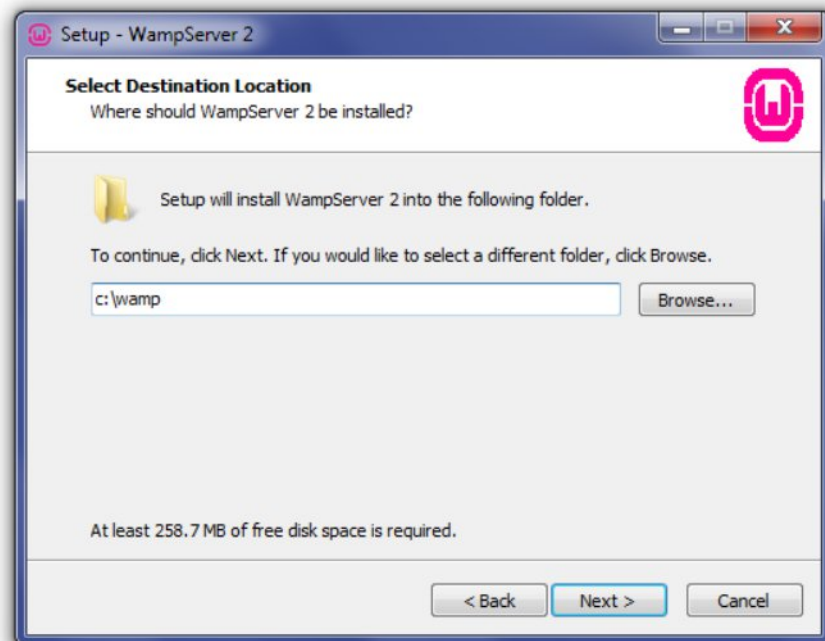 Setup - WampServer 2
Select Destination Location
Where should WampServer 2 be installed?
W
Setup will install WampServer 2 into the following folder.
To continue, click Next. If you would like to select a different folder, click Browse.
c:\wamp
Browse...
At least 258.7 MB of free disk space is required.
< Back
Next >
Cancel